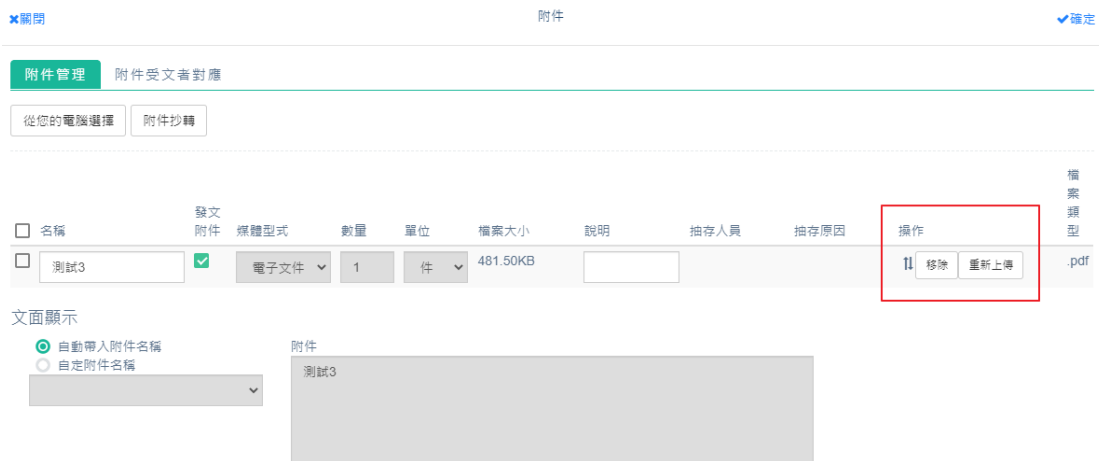 ✖關閉 附件 ✔確定
附件管理 附件受文者對應
從您的電腦選擇 附件抄轉
名稱 發文附件 媒體型式 數量 單位 檔案大小 說明 抽存人員 抽存原因 操作 檔案類型
測試3 電子文件 1 件 481.50KB 移除 重新上傳 .pdf
文面顯示
自動帶入附件名稱 附件
自定附件名稱
測試3